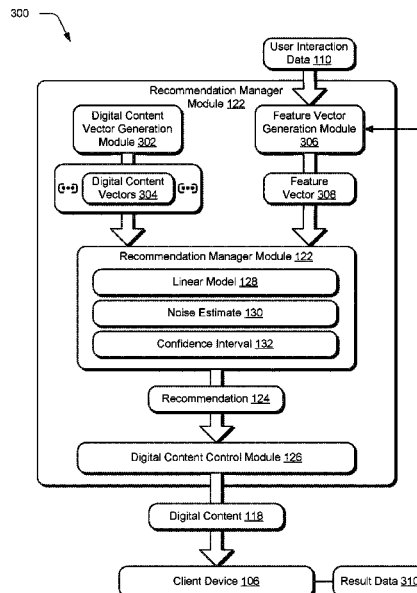 300
User Interaction
Data 110
Recommendation Manager
Module 122
Digital Content
Vector Generation
Module 302
Feature Vector
Generation Module
306
Digital Content
Vectors 304
Feature
Vector 308
Recommendation Manager Module 122
Linear Model 128
Noise Estimate 130
Confidence Interval 132
Recommendation 124
Digital Content Control Module 126
Digital Content 118
Client Device 106
Result Data 310